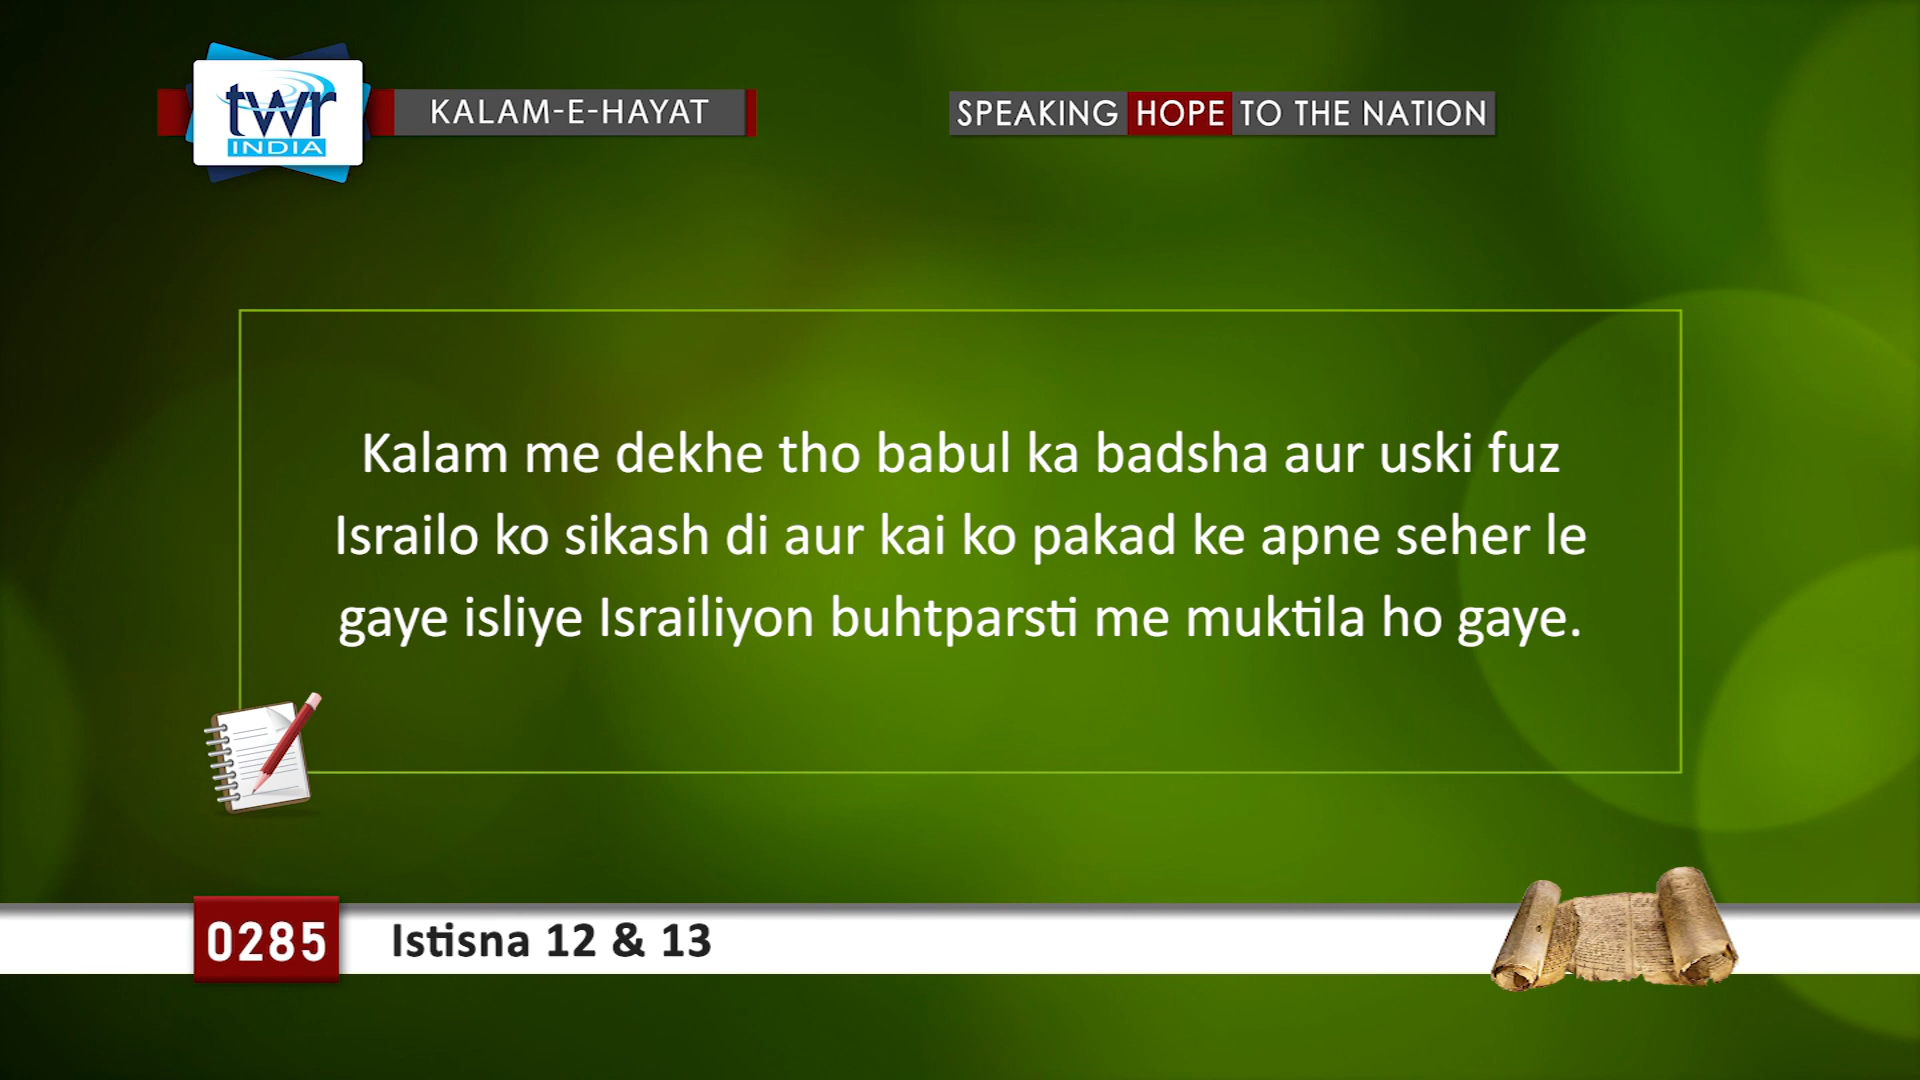 twr
INDIA
KALAM-E-HAYAT
SPEAKING HOPE TO THE NATION
Kalam me dekhe tho babul ka badsha aur uski fuz
Israilo ko sikash di aur kai ko pakad ke apne seher le
gaye isliye Israiliyon buhtparsti me muktila ho gaye.
0285
Istisna 12 & 13